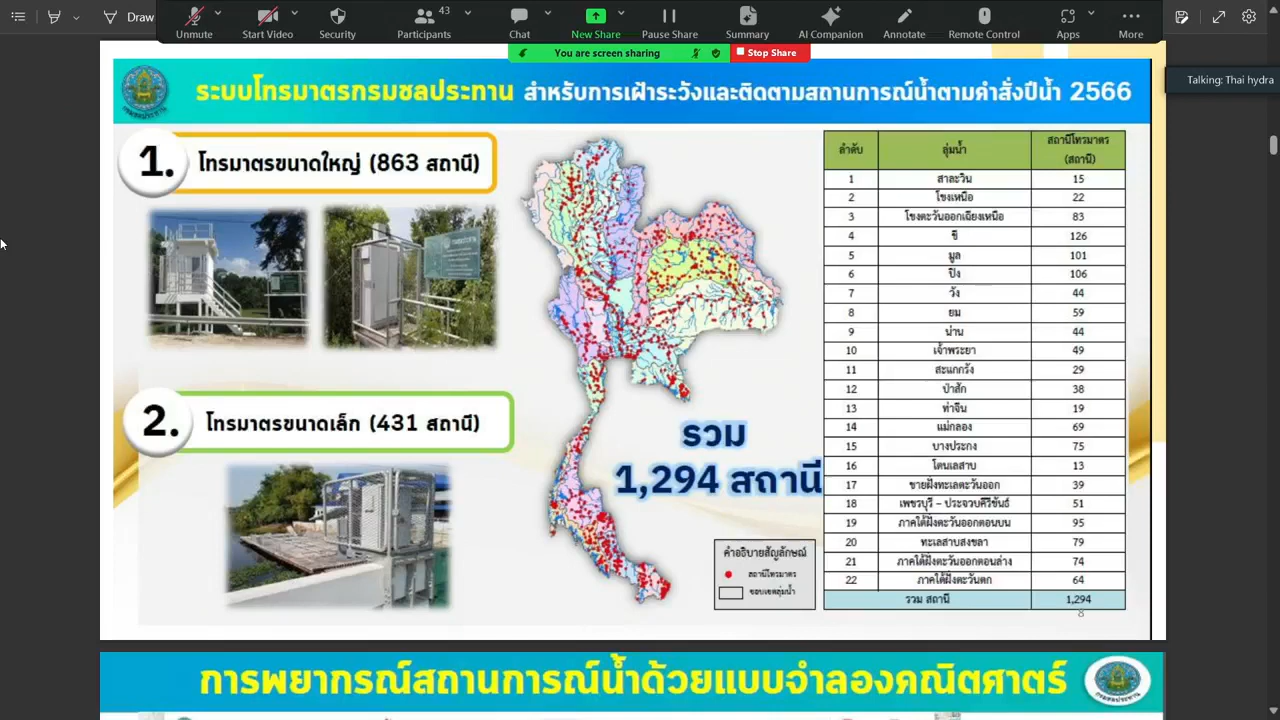 Draw
Unmute
Start Video
Security
Participants
43
Chat
New Share
Pause Share
Summary
AI Companion
Annotate
Remote Control
Apps
More
You are screen sharing
Stop Share
Talking: Thai hydra
ระบบโทรมาตรกรมชลประทาน สำหรับการเฝ้าระวังและติดตามสถานการณ์น้ำตามคำสั่งปีน้ำ 2566
1. โทรมาตรขนาดใหญ่ (863 สถานี)
2. โทรมาตรขนาดเล็ก (431 สถานี)
รวม
1,294 สถานี
คำอธิบายสัญลักษณ์
สถานีโทรมาตร
ขอบเขตลุ่มน้ำ
ลำดับ ลุ่มน้ำ สถานีโทรมาตร (สถานี)
1 สาละวิน 15
2 โขงเหนือ 22
3 โขงตะวันออกเฉียงเหนือ 83
4 ชี 126
5 มูล 101
6 ปิง 106
7 วัง 44
8 ยม 59
9 น่าน 44
10 เจ้าพระยา 49
11 สะแกกรัง 29
12 ป่าสัก 38
13 ท่าจีน 19
14 แม่กลอง 69
15 บางปะกง 75
16 โตนเลสาบ 13
17 ชายฝั่งทะเลตะวันออก 39
18 เพชรบุรี – ประจวบคีรีขันธ์ 51
19 ภาคใต้ฝั่งตะวันออกตอนบน 95
20 ทะเลสาบสงขลา 79
21 ภาคใต้ฝั่งตะวันออกตอนล่าง 74
22 ภาคใต้ฝั่งตะวันตก 64
รวม สถานี 1,294
8
การพยากรณ์สถานการณ์น้ำด้วยแบบจำลองคณิตศาตร์